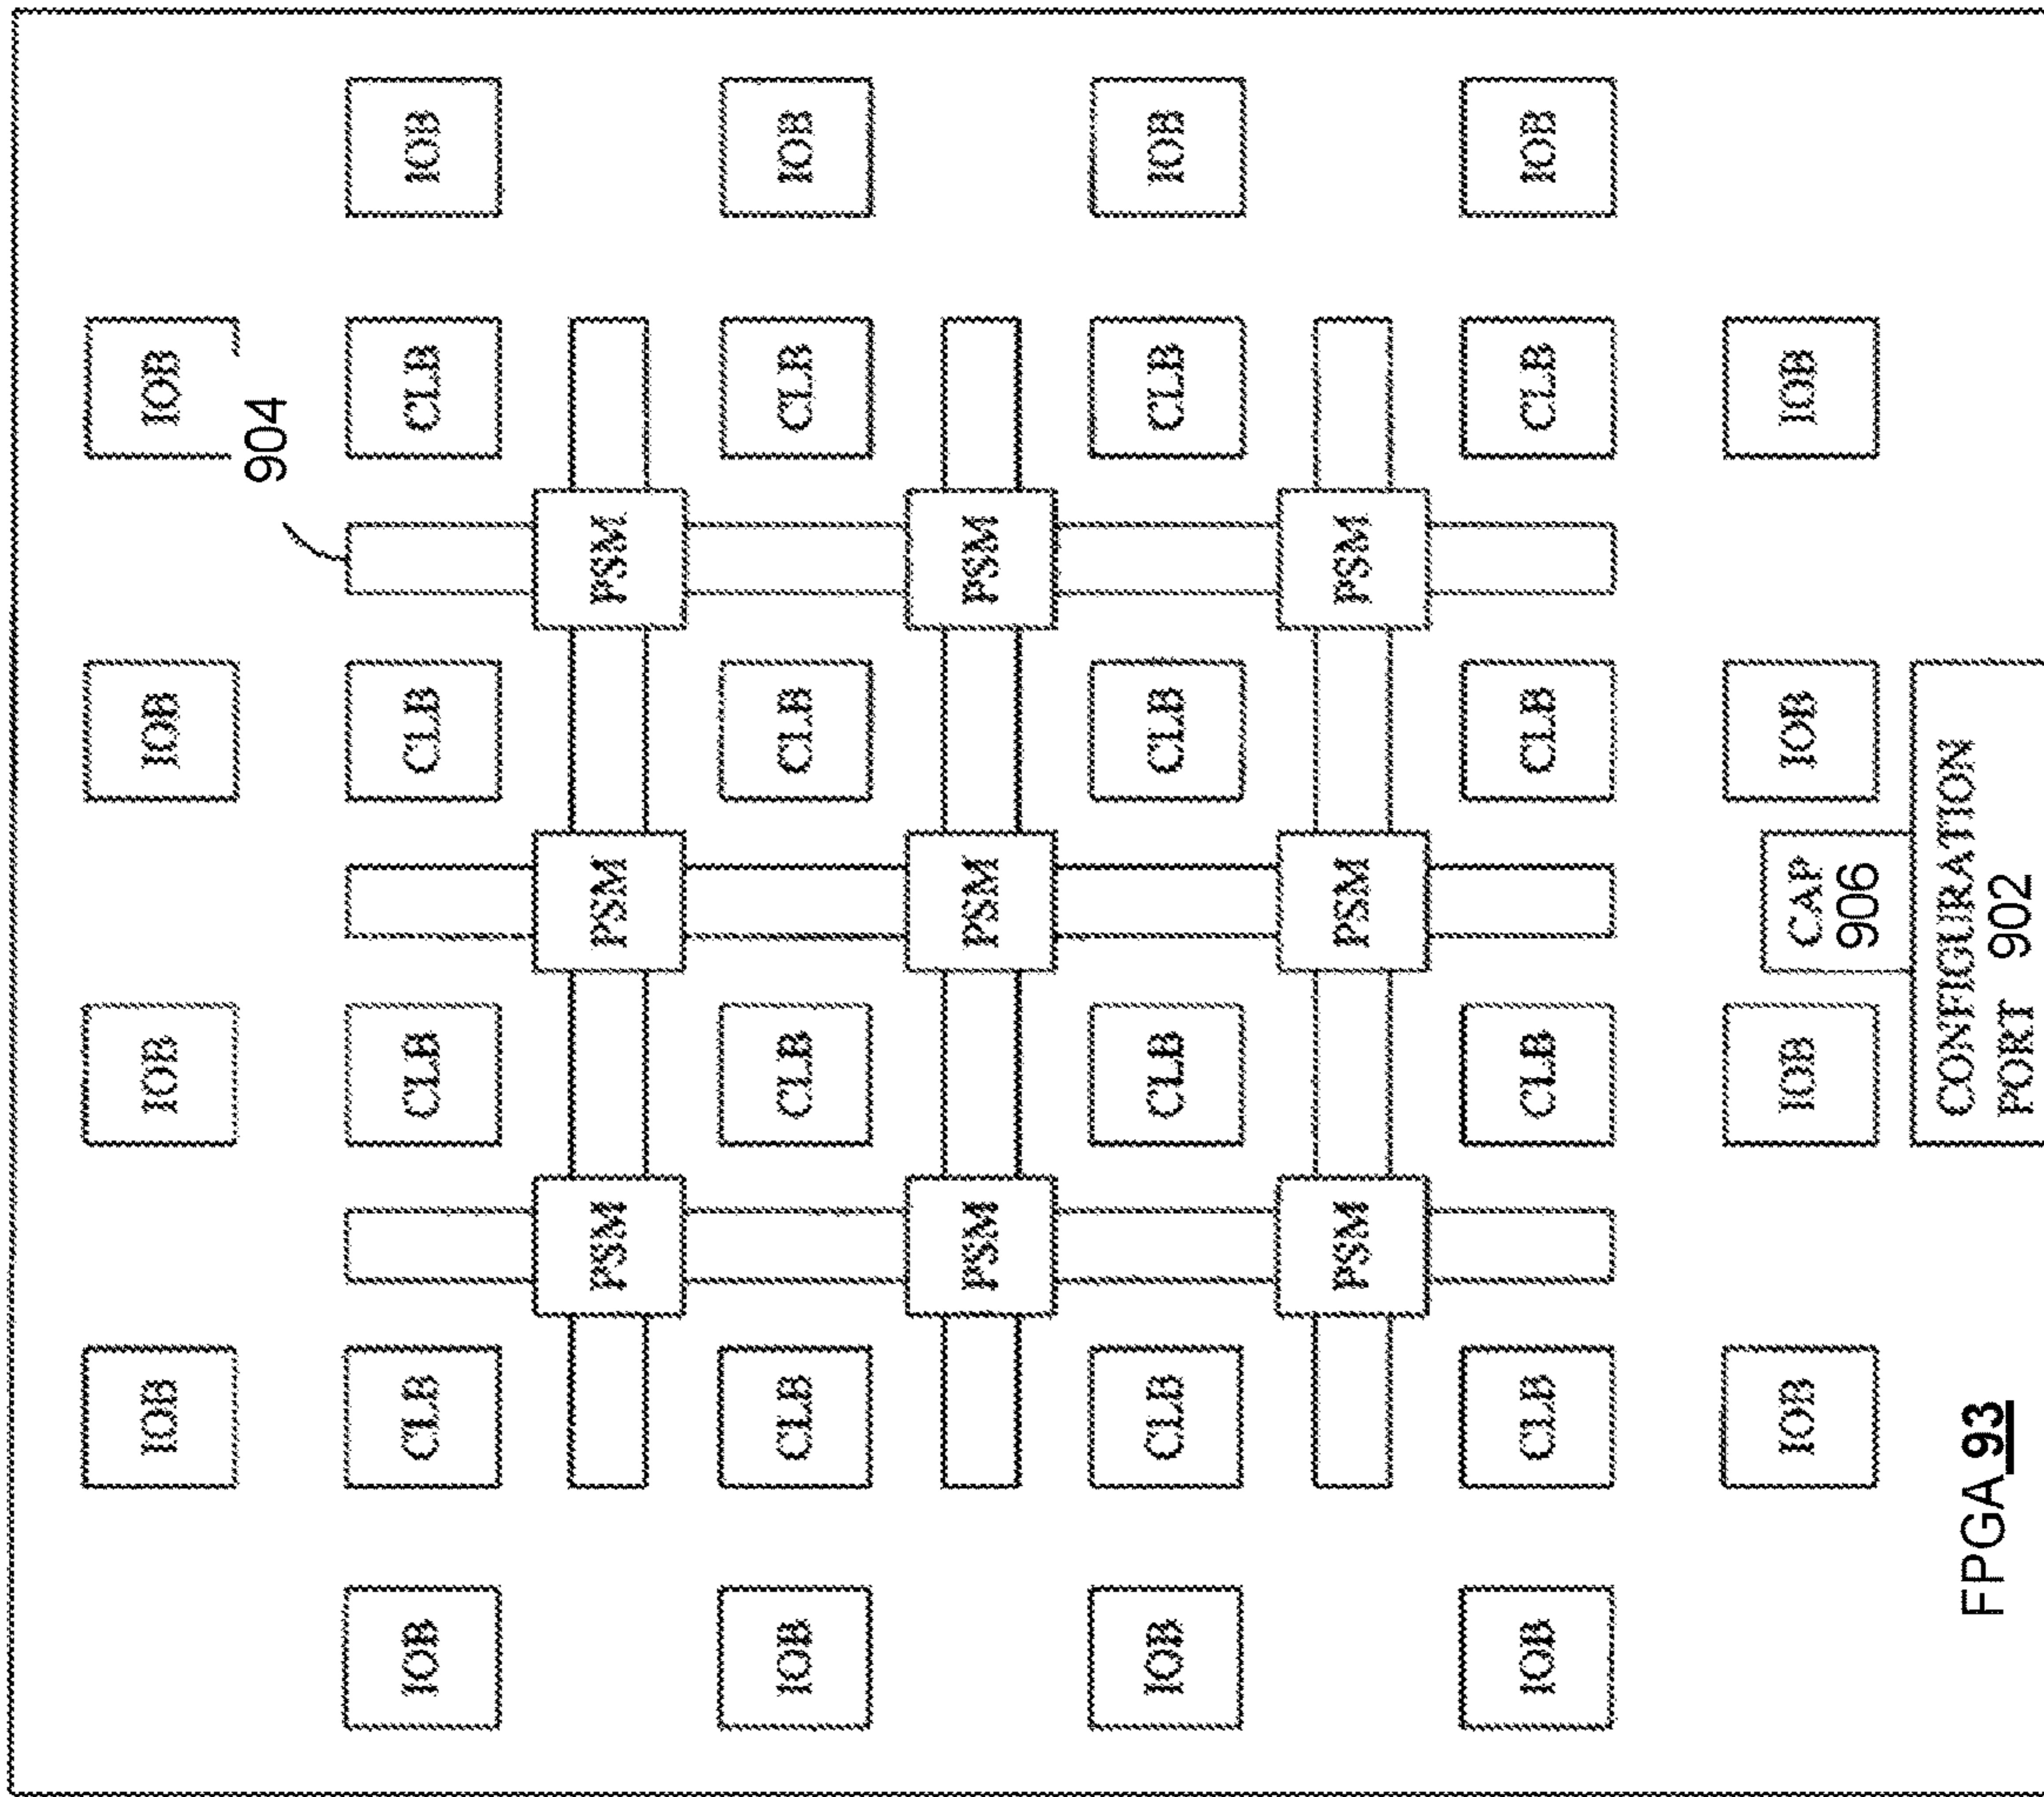 IOB IOB IOB IOB
904
IOB CLB CLB CLB CLB IOB
PSM PSM PSM
IOB CLB CLB CLB CLB IOB
PSM PSM PSM
IOB CLB CLB CLB CLB IOB
PSM PSM PSM
IOB CLB CLB CLB CLB IOB
IOB IOB CAP IOB IOB
906
CONFIGURATION
PORT 902
FPGA 93